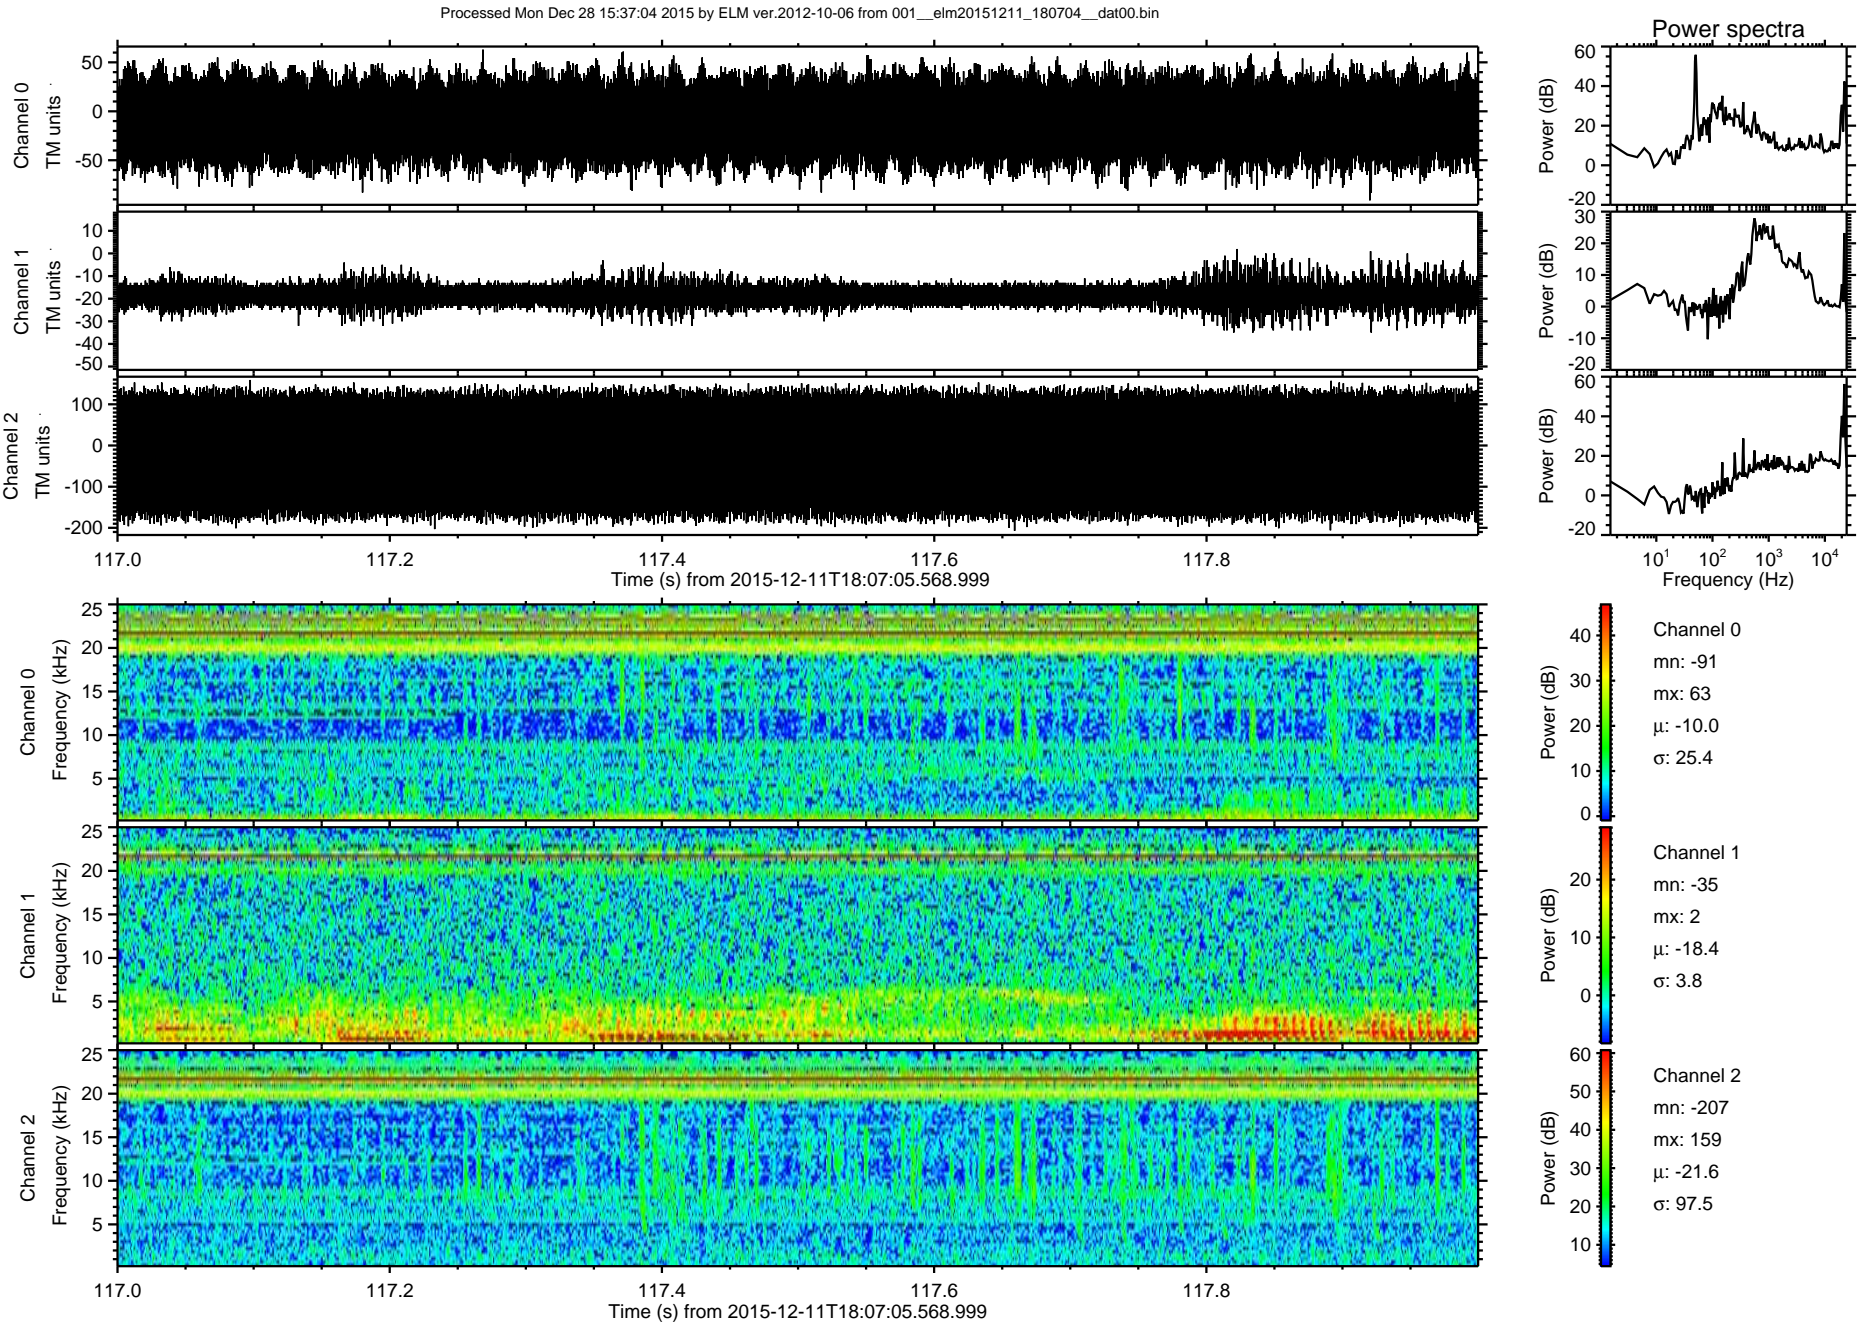 Processed Mon Dec 28 15:37:04 2015 by ELM ver.2012-10-06 from 001__elm20151211_180704__dat00.bin
Power spectra
Channel 0
TM units
50
0
-50
Power (dB)
60
40
20
0
-20
Channel 1
TM units
10
0
-10
-20
-30
-40
-50
Power (dB)
30
20
10
0
-10
-20
Channel 2
TM units
100
0
-100
-200
Power (dB)
60
40
20
0
-20
117.0 117.2 117.4 117.6 117.8
Time (s) from 2015-12-11T18:07:05.568.999
10^1 10^2 10^3 10^4
Frequency (Hz)
Channel 0
Frequency (kHz)
25
20
15
10
5
Power (dB)
40
30
20
10
0
Channel 0
mn: -91
mx: 63
µ: -10.0
σ: 25.4
Channel 1
Frequency (kHz)
25
20
15
10
5
Power (dB)
20
10
0
Channel 1
mn: -35
mx: 2
µ: -18.4
σ: 3.8
Channel 2
Frequency (kHz)
25
20
15
10
5
Power (dB)
60
50
40
30
20
10
Channel 2
mn: -207
mx: 159
µ: -21.6
σ: 97.5
117.0 117.2 117.4 117.6 117.8
Time (s) from 2015-12-11T18:07:05.568.999